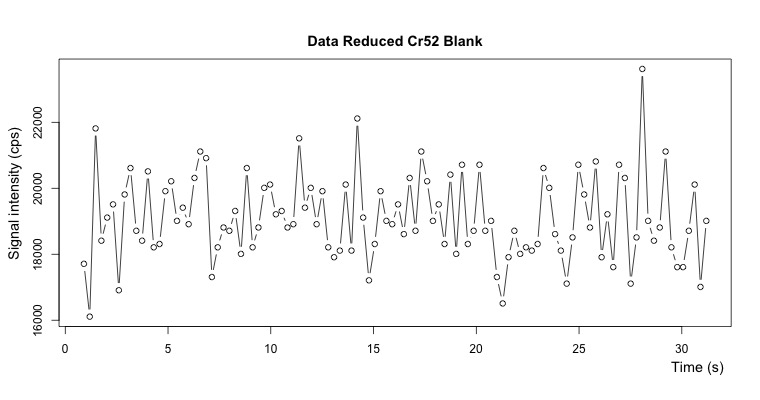 Data Reduced Cr52 Blank
Signal intensity (cps)
22000
20000
18000
16000
0 5 10 15 20 25 30
Time (s)